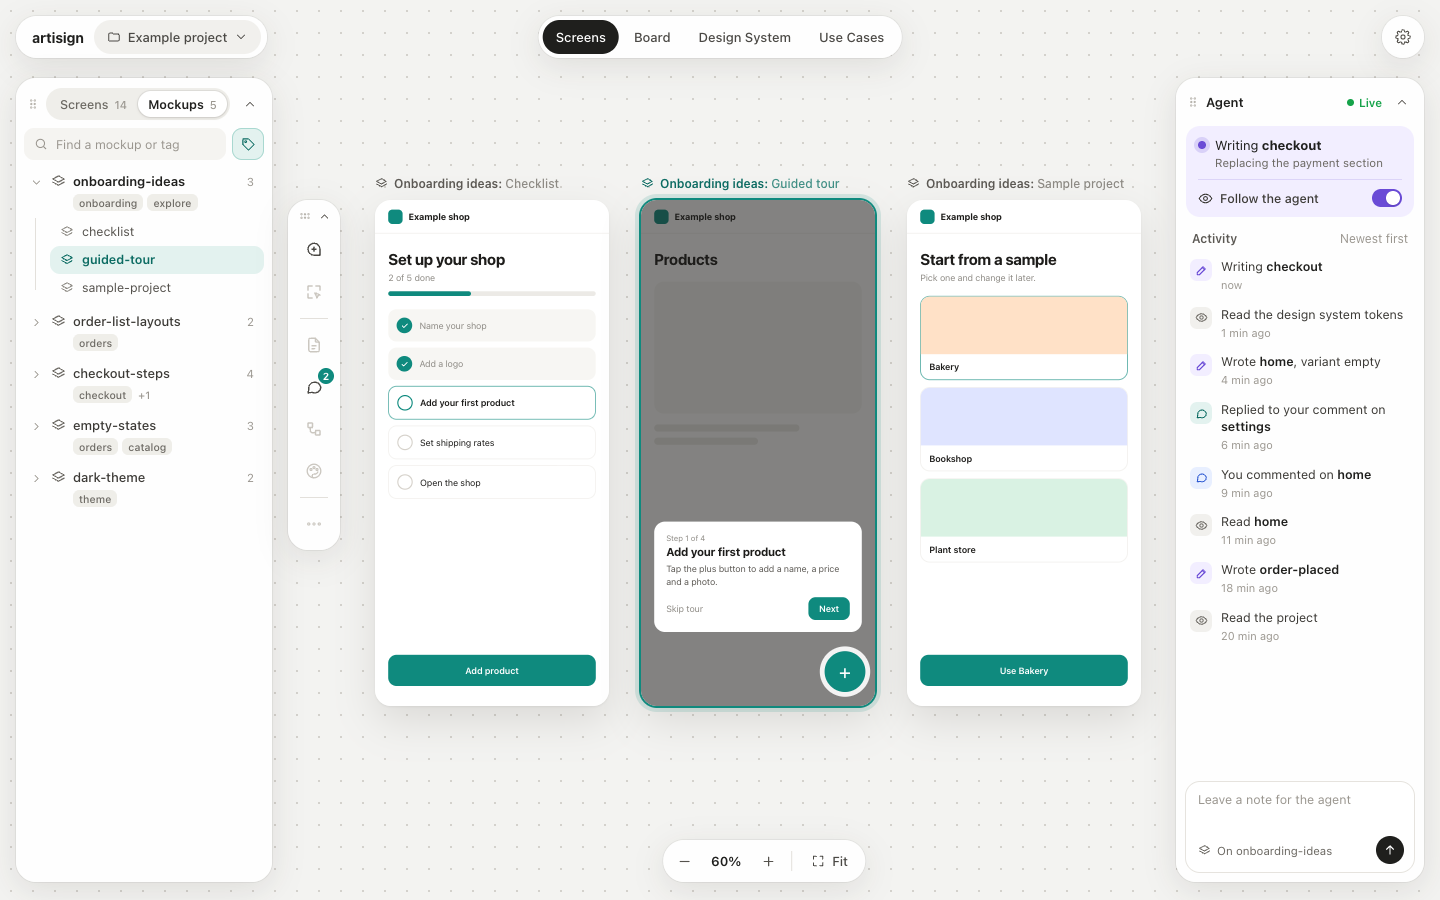 artisign
Example project
Screens
Board
Design System
Use Cases
Screens 14
Mockups 5
Find a mockup or tag
onboarding-ideas 3
onboarding explore
checklist
guided-tour
sample-project
order-list-layouts 2
orders
checkout-steps 4
checkout +1
empty-states 3
orders catalog
dark-theme 2
theme
2
Onboarding ideas: Checklist
Example shop
Set up your shop
2 of 5 done
Name your shop
Add a logo
Add your first product
Set shipping rates
Open the shop
Add product
Onboarding ideas: Guided tour
Example shop
Products
Step 1 of 4
Add your first product
Tap the plus button to add a name, a price
and a photo.
Skip tour
Next
Onboarding ideas: Sample project
Example shop
Start from a sample
Pick one and change it later.
Bakery
Bookshop
Plant store
Use Bakery
60%
Fit
Agent
Live
Writing checkout
Replacing the payment section
Follow the agent
Activity
Newest first
Writing checkout
now
Read the design system tokens
1 min ago
Wrote home, variant empty
4 min ago
Replied to your comment on
settings
6 min ago
You commented on home
9 min ago
Read home
11 min ago
Wrote order-placed
18 min ago
Read the project
20 min ago
Leave a note for the agent
On onboarding-ideas